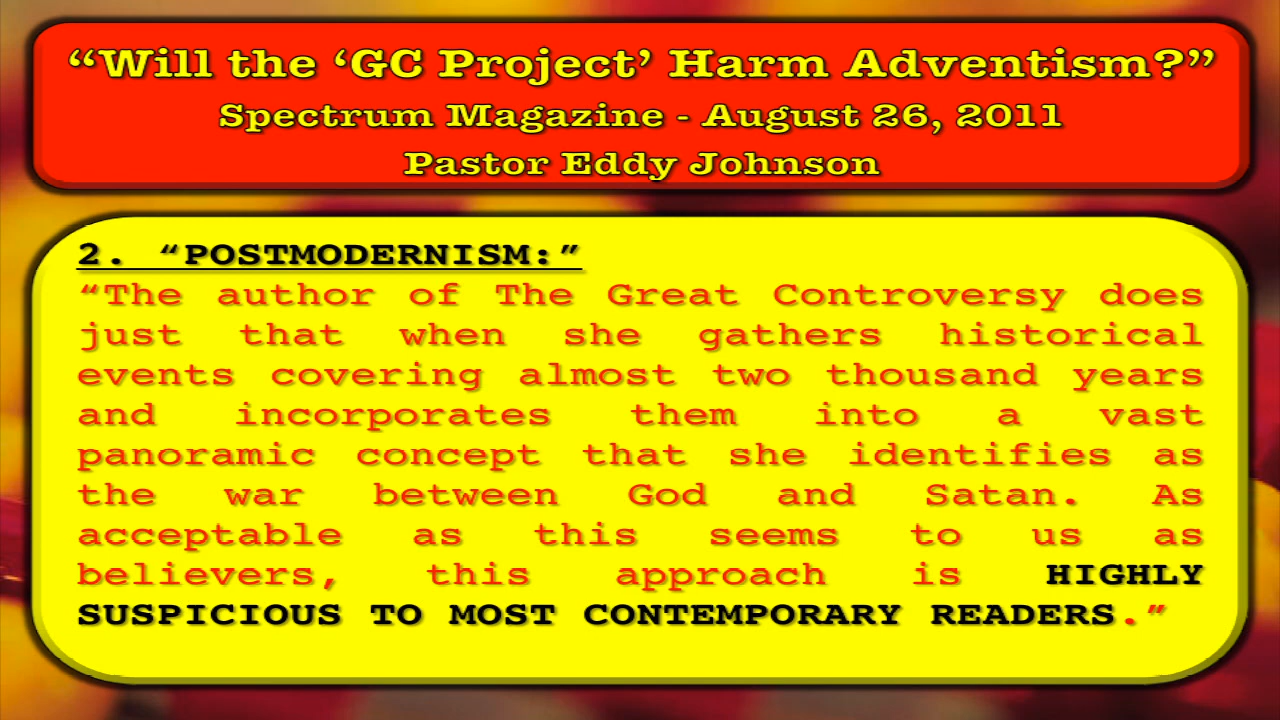 “Will the ‘GC Project’ Harm Adventism?”
Spectrum Magazine - August 26, 2011
Pastor Eddy Johnson
2. “POSTMODERNISM:”
“The author of The Great Controversy does
just that when she gathers historical
events covering almost two thousand years
and incorporates them into a vast
panoramic concept that she identifies as
the war between God and Satan. As
acceptable as this seems to us as
believers, this approach is HIGHLY
SUSPICIOUS TO MOST CONTEMPORARY READERS.”